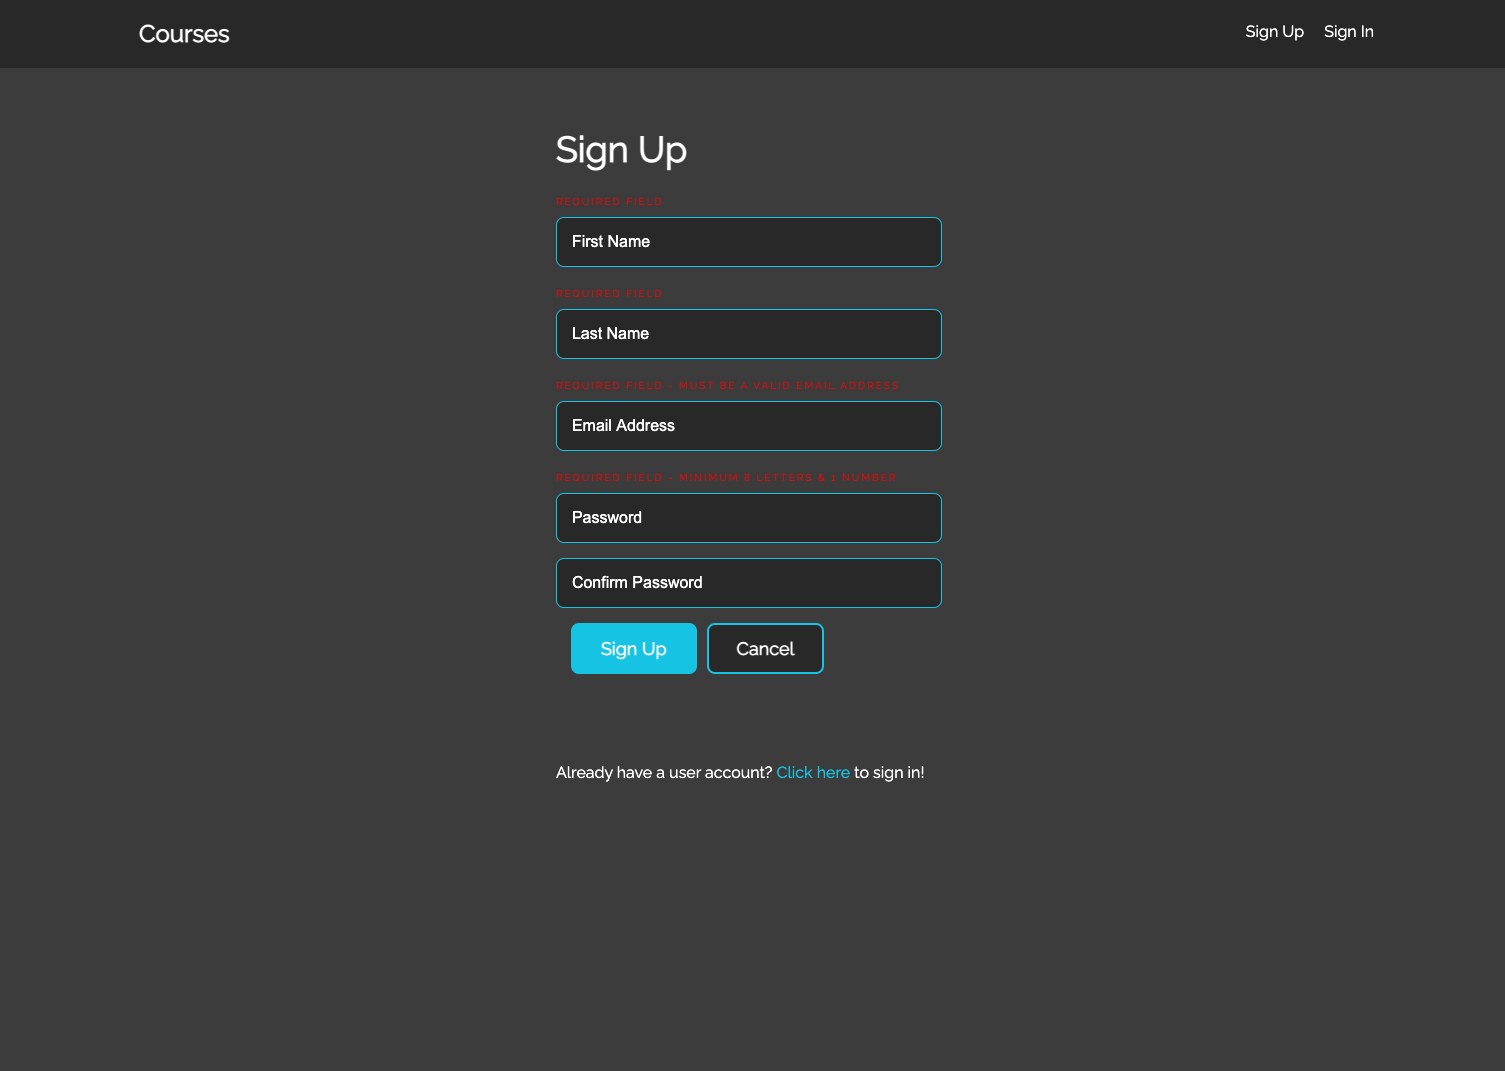 Courses
Sign Up Sign In
Sign Up
REQUIRED FIELD
First Name
REQUIRED FIELD
Last Name
REQUIRED FIELD - MUST BE A VALID EMAIL ADDRESS
Email Address
REQUIRED FIELD - MINIMUM 8 LETTERS & 1 NUMBER
Password
Confirm Password
Sign Up Cancel
Already have a user account? Click here to sign in!